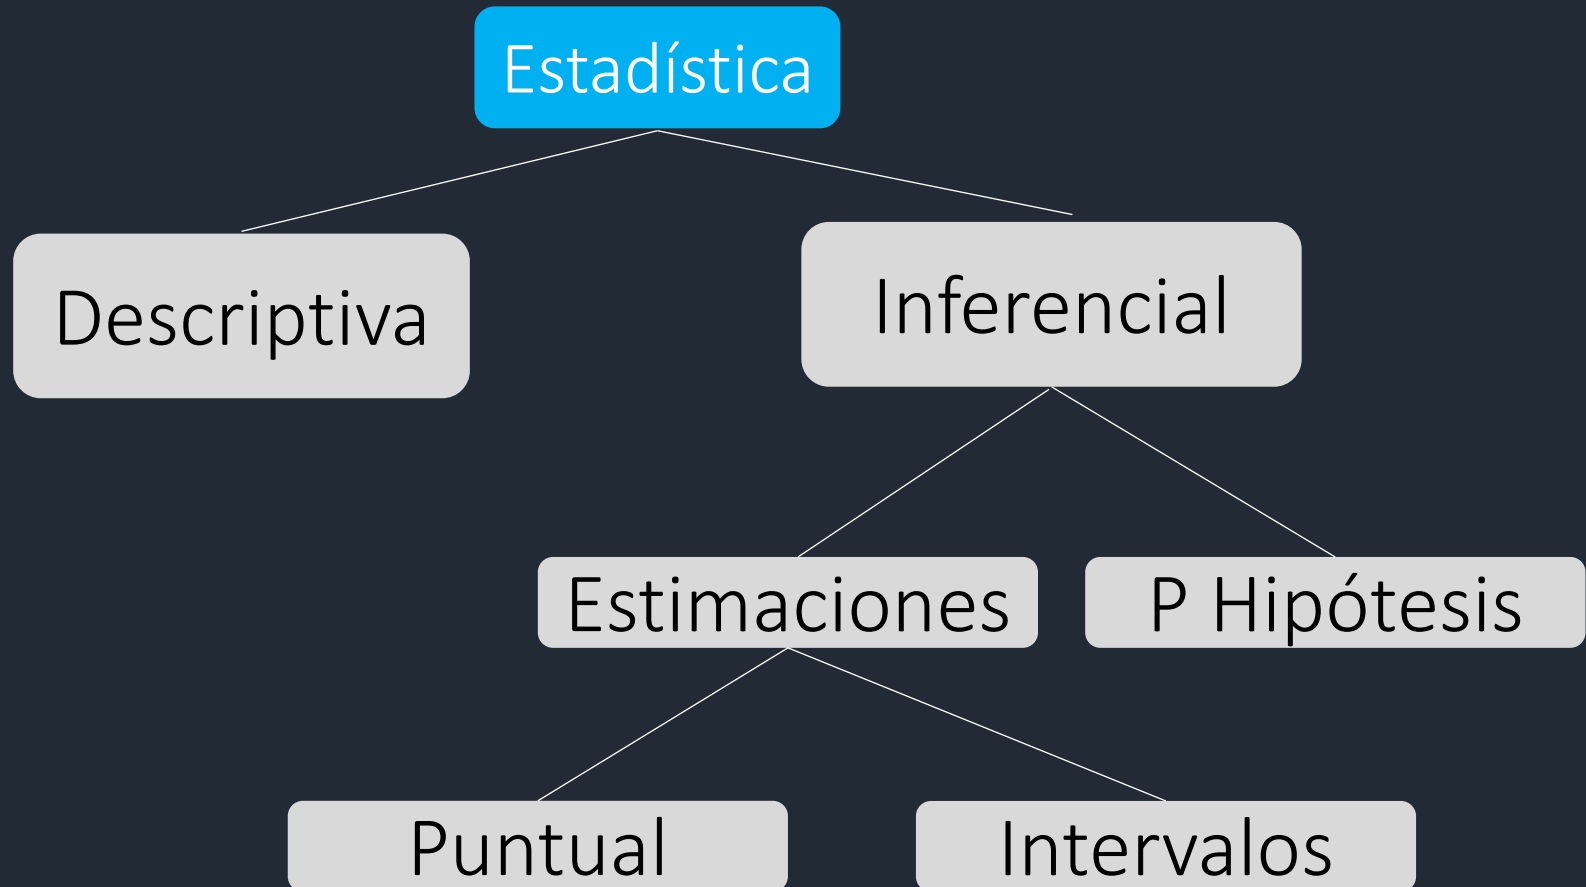 Estadística
Descriptiva
Inferencial
Estimaciones
P Hipótesis
Puntual
Intervalos